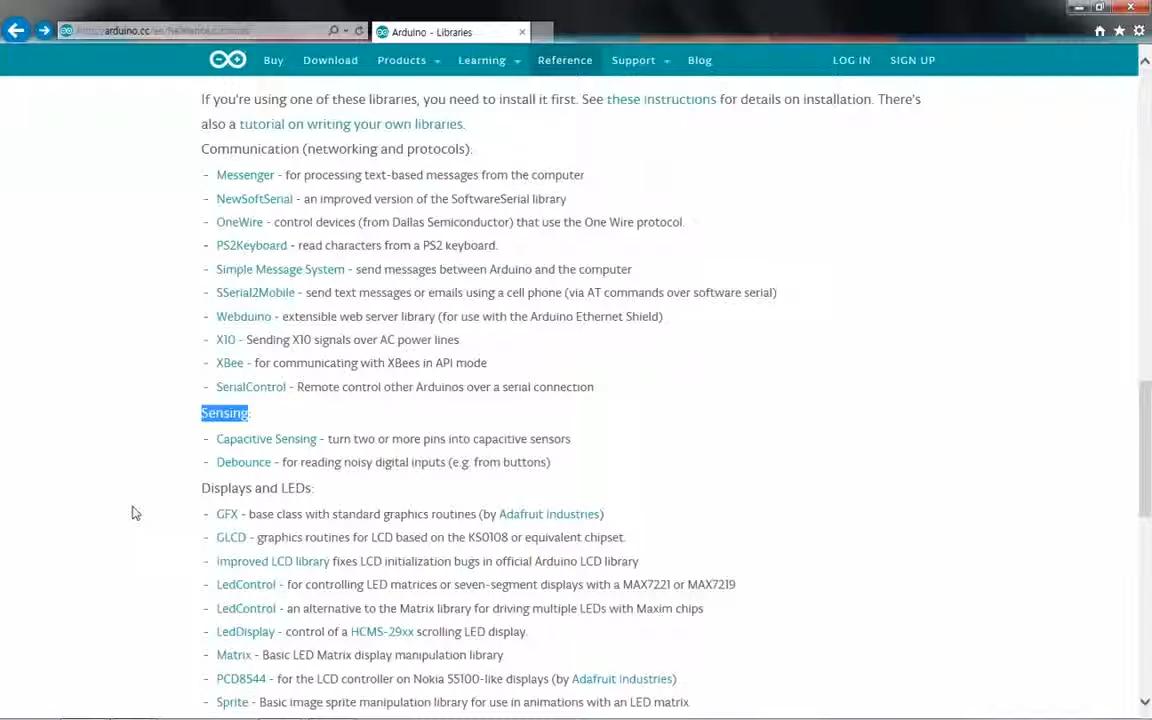 Arduino - Libraries
Buy Download Products Learning Reference Support Blog LOG IN SIGN UP
If you're using one of these libraries, you need to install it first. See these instructions for details on installation. There's
also a tutorial on writing your own libraries.
Communication (networking and protocols):
- Messenger - for processing text-based messages from the computer
- NewSoftSerial - an improved version of the SoftwareSerial library
- OneWire - control devices (from Dallas Semiconductor) that use the One Wire protocol.
- PS2Keyboard - read characters from a PS2 keyboard.
- Simple Message System - send messages between Arduino and the computer
- SSerial2Mobile - send text messages or emails using a cell phone (via AT commands over software serial)
- Webduino - extensible web server library (for use with the Arduino Ethernet Shield)
- X10 - Sending X10 signals over AC power lines
- XBee - for communicating with XBees in API mode
- SerialControl - Remote control other Arduinos over a serial connection
Sensing:
- Capacitive Sensing - turn two or more pins into capacitive sensors
- Debounce - for reading noisy digital inputs (e.g. from buttons)
Displays and LEDs:
- GFX - base class with standard graphics routines (by Adafruit Industries)
- GLCD - graphics routines for LCD based on the KS0108 or equivalent chipset.
- Improved LCD library fixes LCD initialization bugs in official Arduino LCD library
- LedControl - for controlling LED matrices or seven-segment displays with a MAX7221 or MAX7219
- LedControl - an alternative to the Matrix library for driving multiple LEDs with Maxim chips
- LedDisplay - control of a HCMS-29xx scrolling LED display.
- Matrix - Basic LED Matrix display manipulation library
- PCD8544 - for the LCD controller on Nokia 55100-like displays (by Adafruit Industries)
- Sprite - Basic image sprite manipulation library for use in animations with an LED matrix